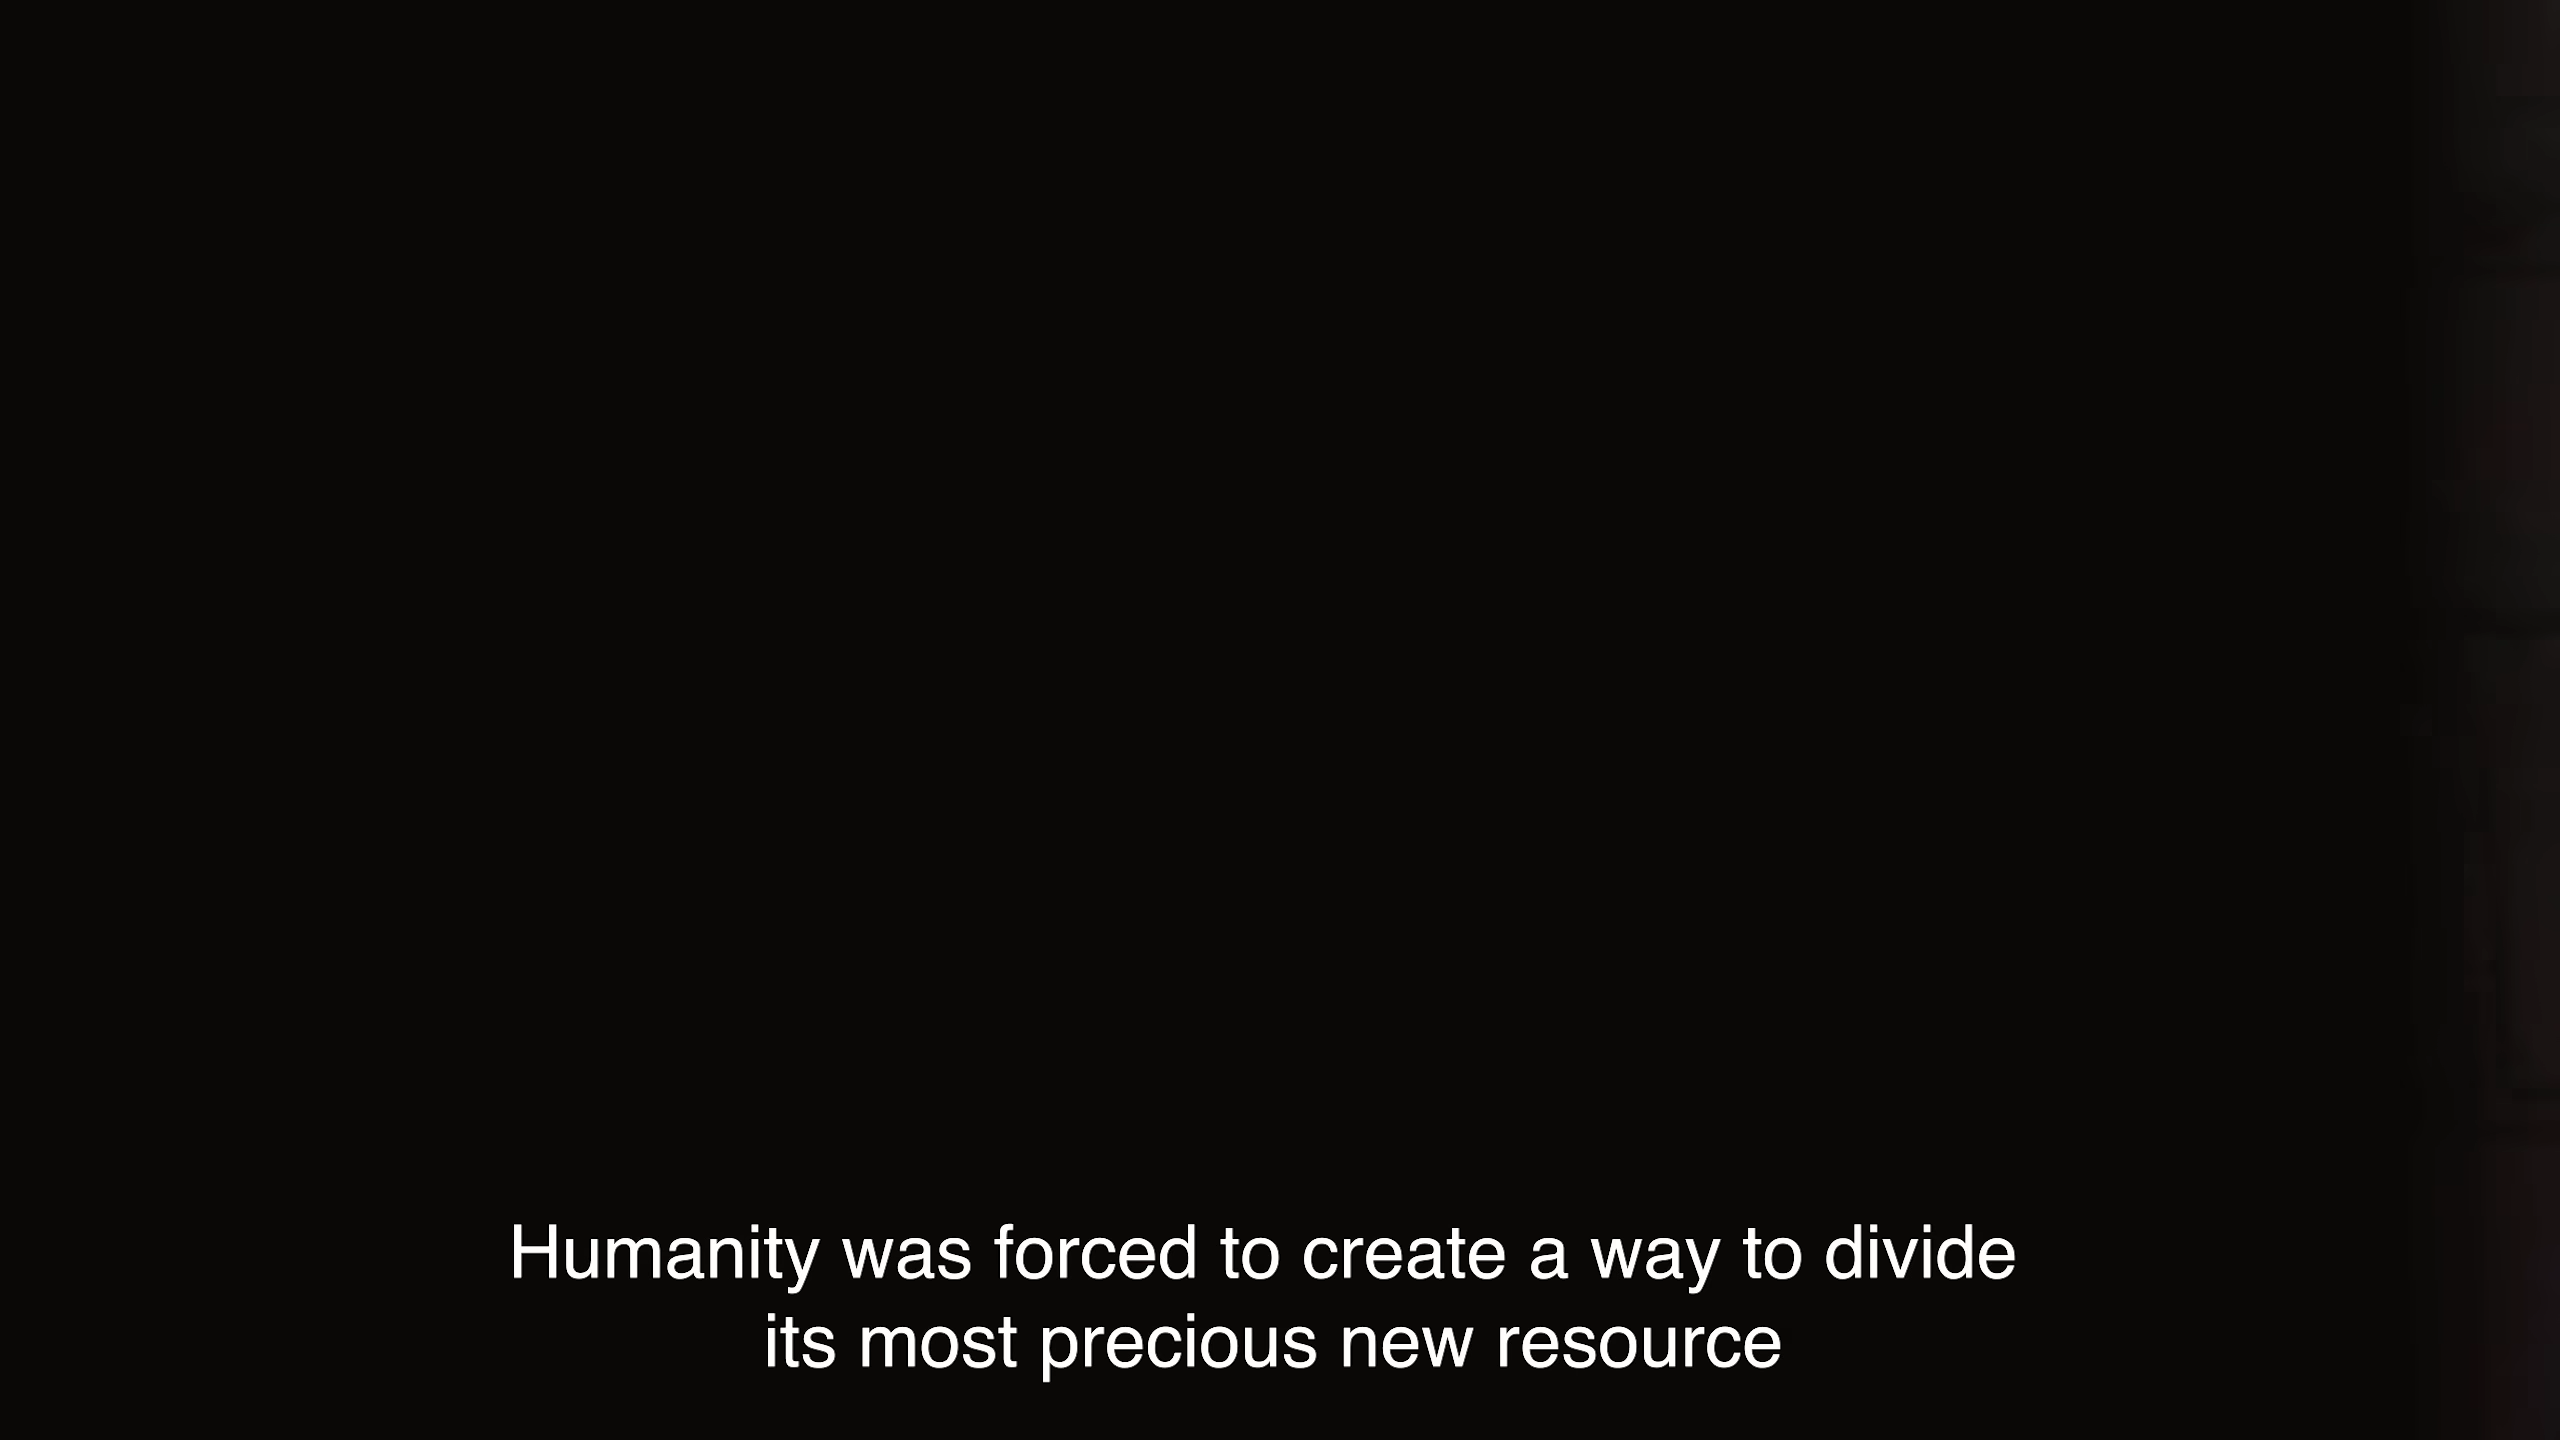 Humanity was forced to create a way to divide
its most precious new resource